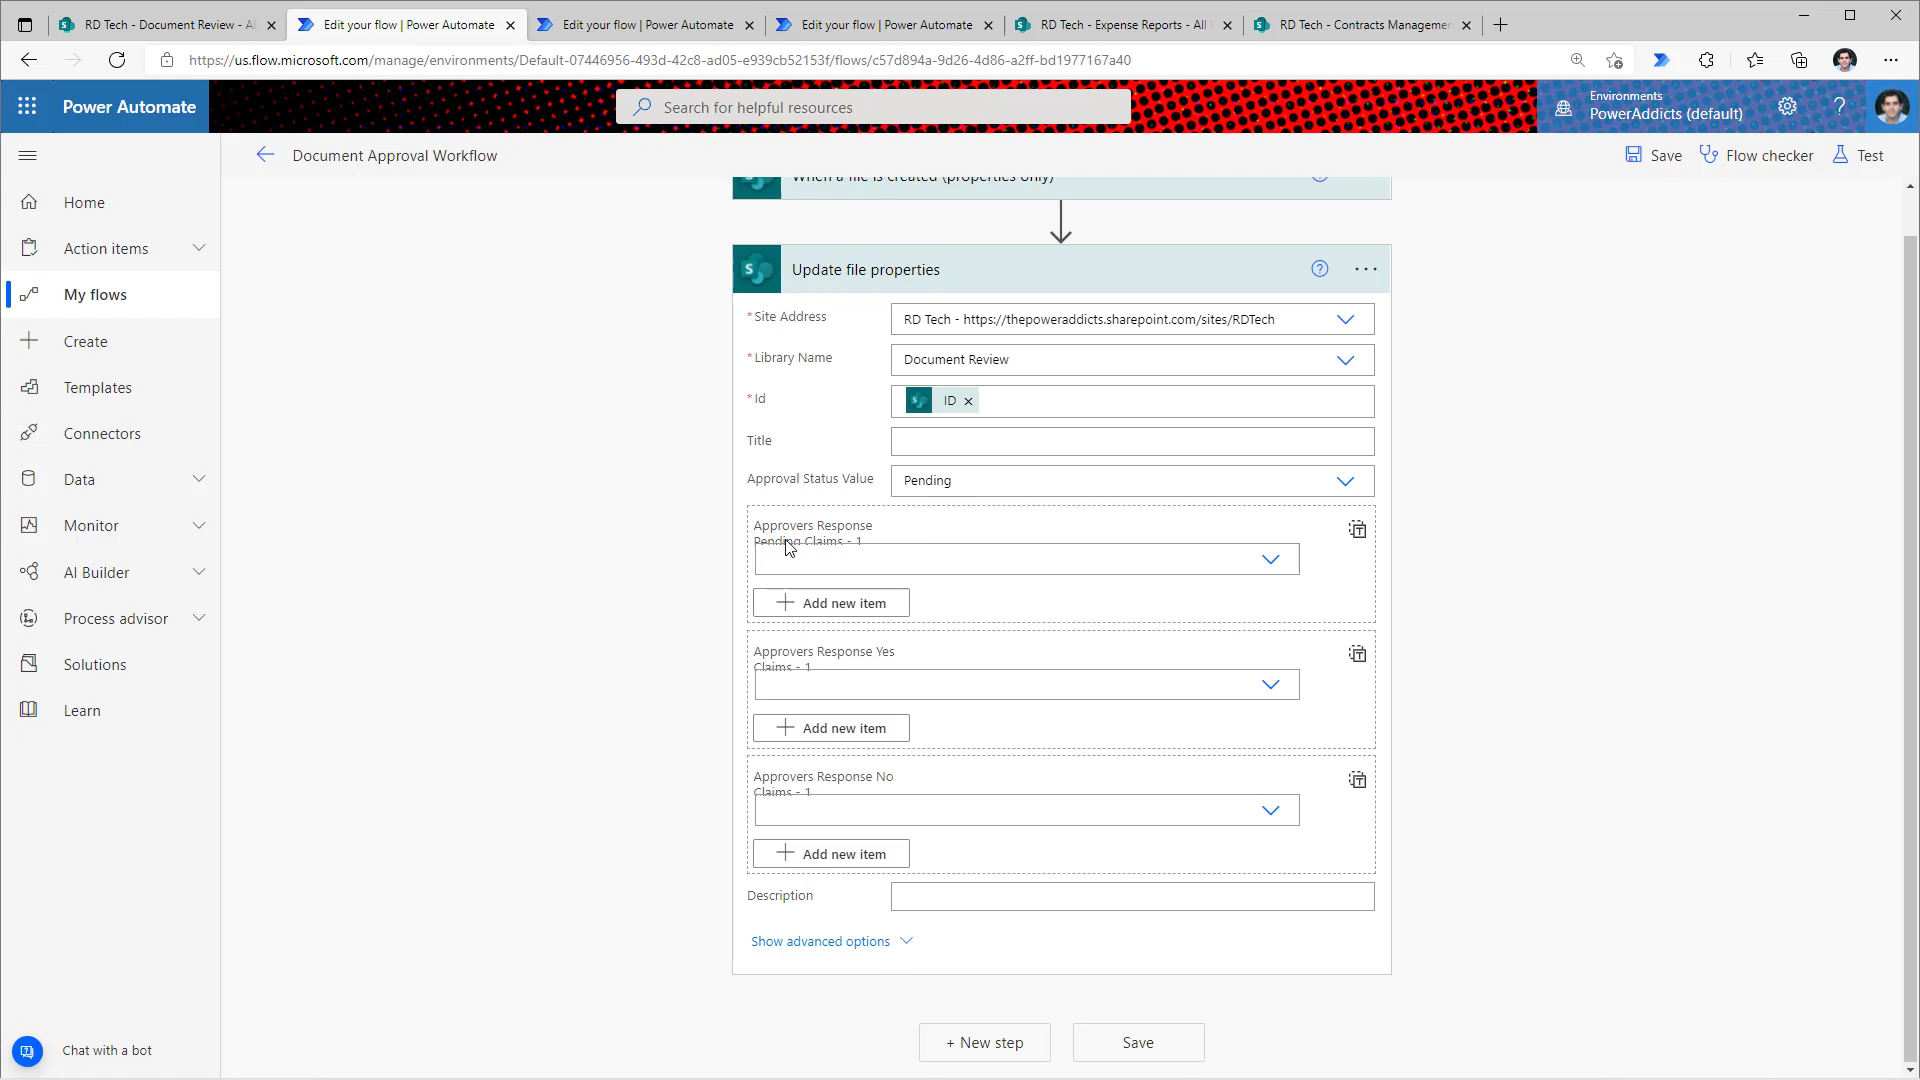 RD Tech - Document Review - Al
Edit your flow | Power Automate
Edit your flow | Power Automate
Edit your flow | Power Automate
RD Tech - Expense Reports - All
RD Tech - Contracts Managemen
https://us.flow.microsoft.com/manage/environments/Default-07446956-493d-42c8-ad05-e939cb52153f/flows/c57d894a-9d26-4d86-a2ff-bd1977167a40
Power Automate
Search for helpful resources
Environments
PowerAddicts (default)
Document Approval Workflow
Save
Flow checker
Test
Home
Action items
My flows
Create
Templates
Connectors
Data
Monitor
AI Builder
Process advisor
Solutions
Learn
Chat with a bot
When a file is created (properties only)
Update file properties
* Site Address
RD Tech - https://thepoweraddicts.sharepoint.com/sites/RDTech
* Library Name
Document Review
* Id
ID
Title
Approval Status Value
Pending
Approvers Response
Pending Claims - 1
Add new item
Approvers Response Yes
Claims - 1
Add new item
Approvers Response No
Claims - 1
Add new item
Description
Show advanced options
+ New step
Save